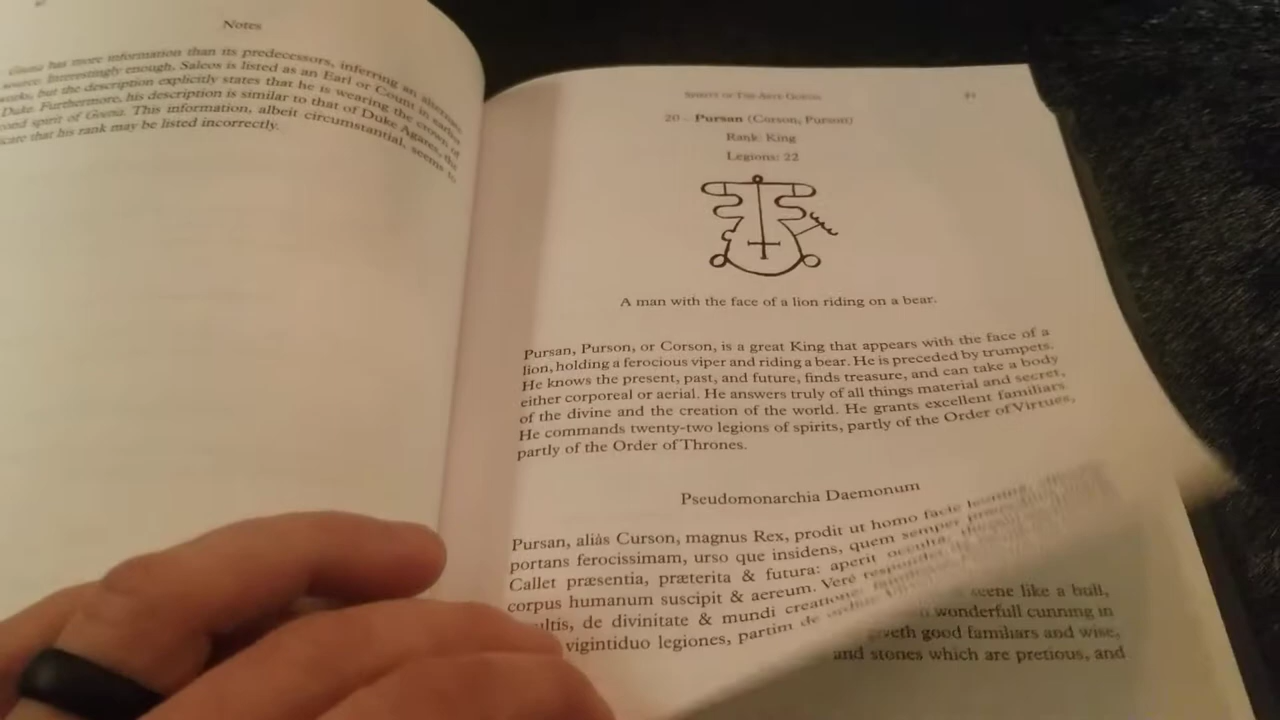 Notes
Goetia has more information than its predecessors, inferring an alternate
source. Interestingly enough, Saleos is listed as an Earl or Count in earlier
works, but the description explicitly states that he is wearing the crown of
Duke. Furthermore, his description is similar to that of Duke Agares, the
second spirit of Goetia. This information, albeit circumstantial, seems to
that his rank may be listed incorrectly.
Spirits of The Ars Goetia
20 - Pursan (Corson, Purson)
Rank: King
Legions: 22
A man with the face of a lion riding on a bear.
Pursan, Purson, or Corson, is a great King that appears with the face of a
lion, holding a ferocious viper and riding a bear. He is preceded by trumpets.
He knows the present, past, and future, finds treasure, and can take a body
either corporeal or aerial. He answers truly of all things material and secret,
of the divine and the creation of the world. He grants excellent familiars.
He commands twenty-two legions of spirits, partly of the Order of Virtues,
partly of the Order of Thrones.
Pseudomonarchia Daemonum
Pursan, aliás Curson, magnus Rex, prodit ut homo facie
portans ferocissimam, urso que insidens, quem semper
Callet præsentia, præterita & futura: aperit occulta,
corpus humanum suscipit & aereum. Veré
ultis, de divinitate & mundi creatione
vigintiduo legiones, partim de
seene like a bull,
wonderfull cunning in
giveth good familiars and wise,
and stones which are pretious, and